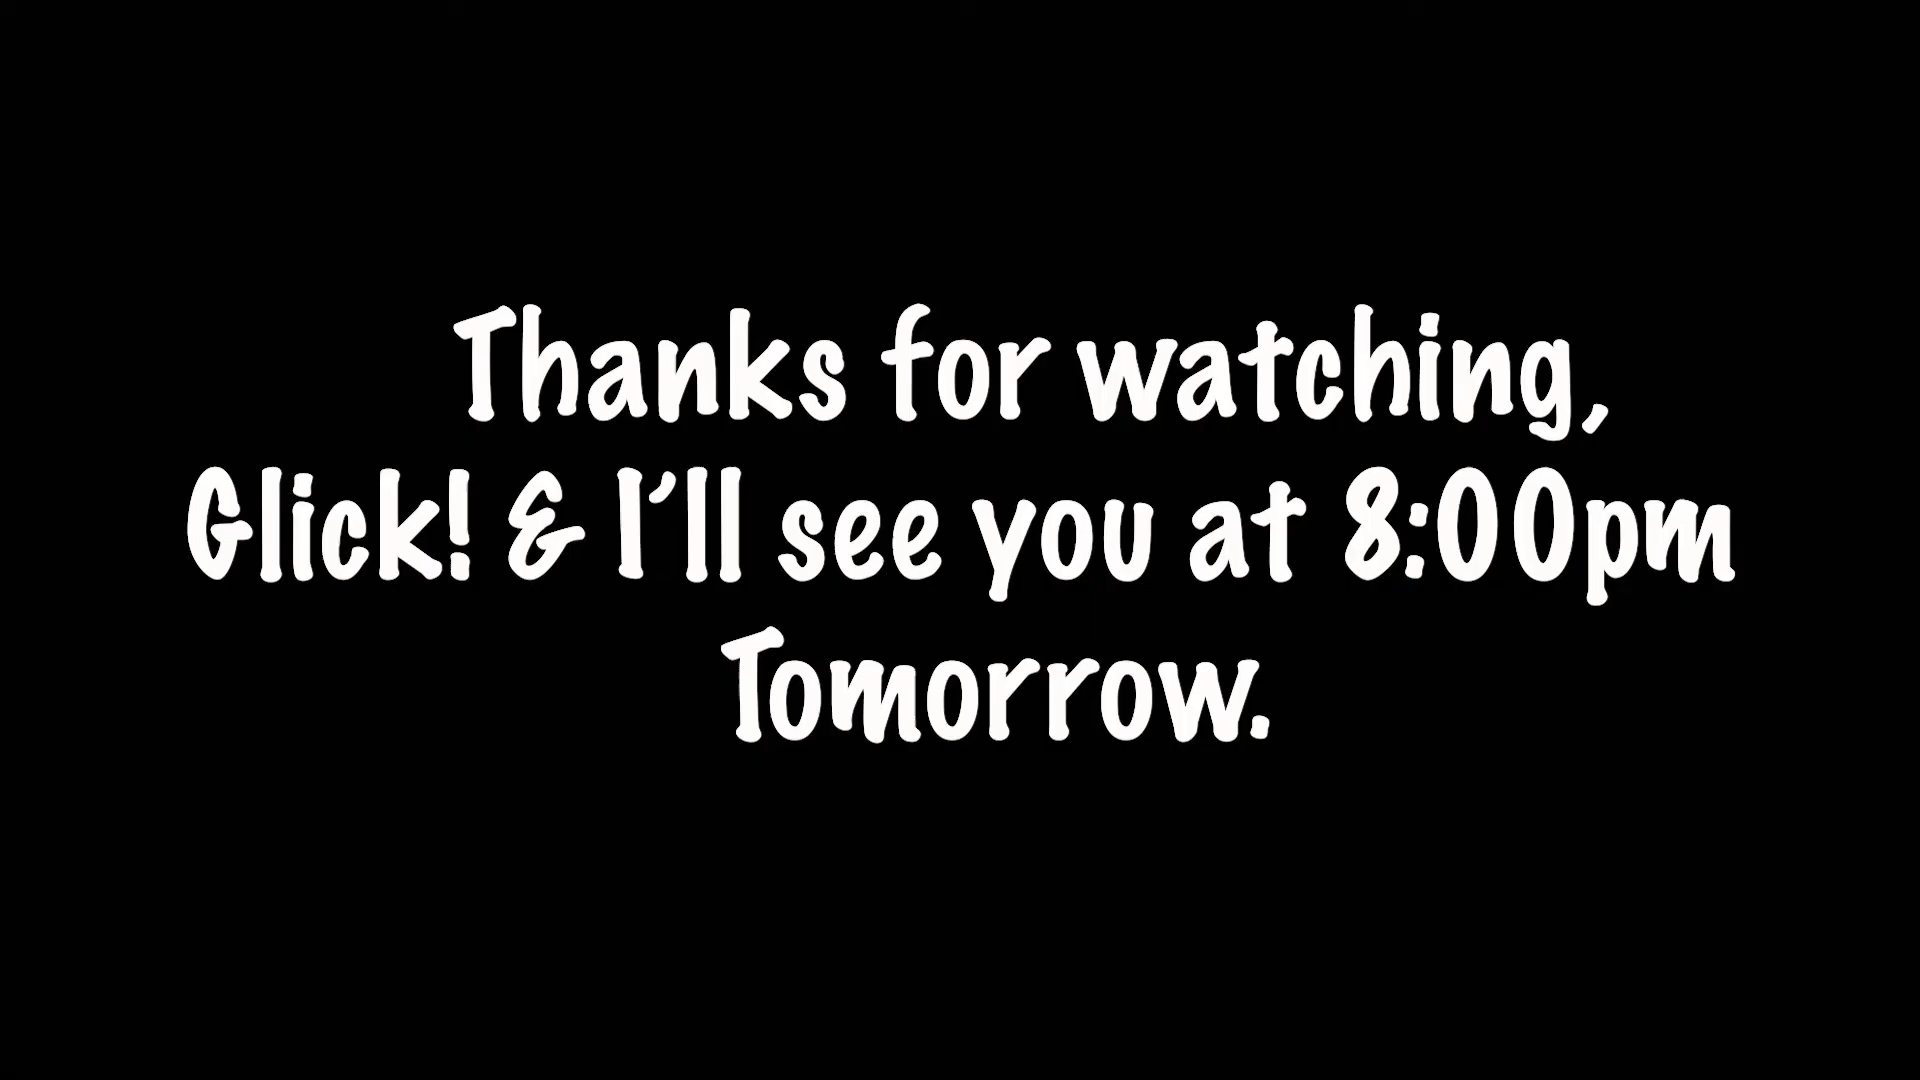 Thanks for watching,
Glick! & I’ll see you at 8:00pm
Tomorrow.